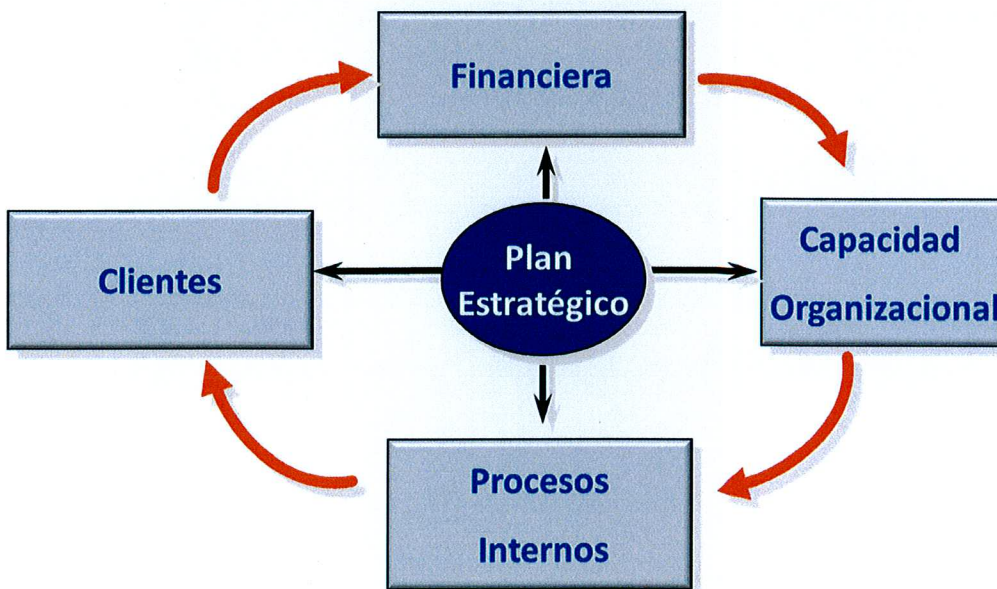 Financiera
Clientes
Plan
Estratégico
Capacidad
Organizacional
Procesos
Internos